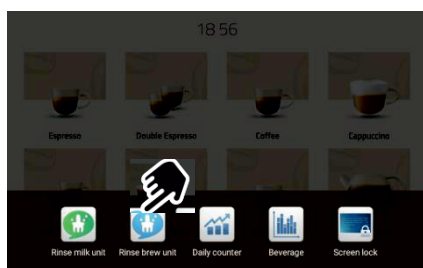 18 56
Espresso Double Espresso Coffee Cappuccino
Rinse milk unit Rinse brew unit Daily counter Beverage Screen lock